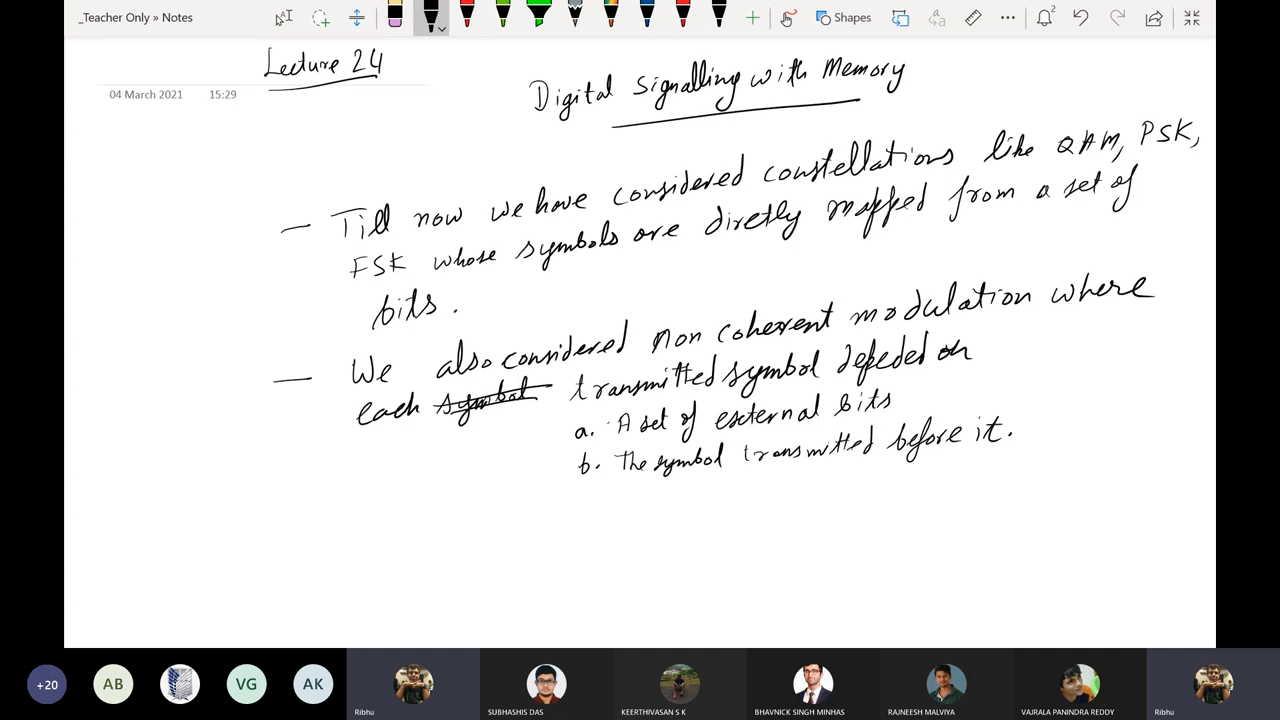 _Teacher Only » Notes
Shapes
Lecture 24
04 March 2021 15:29
Digital Signalling with Memory
— Till now we have considered constellations like QAM, PSK,
FSK whose symbols are directly mapped from a set of
bits.
— We also considered non coherent modulation where
each symbol transmitted symbol depeded on
a. A set of external bits
b. The symbol transmitted before it.
+20
AB
VG
AK
Ribhu
SUBHASHIS DAS
KEERTHIVASAN S K
BHAVNICK SINGH MINHAS
RAJNEESH MALVIYA
VAJRALA PANINDRA REDDY
Ribhu